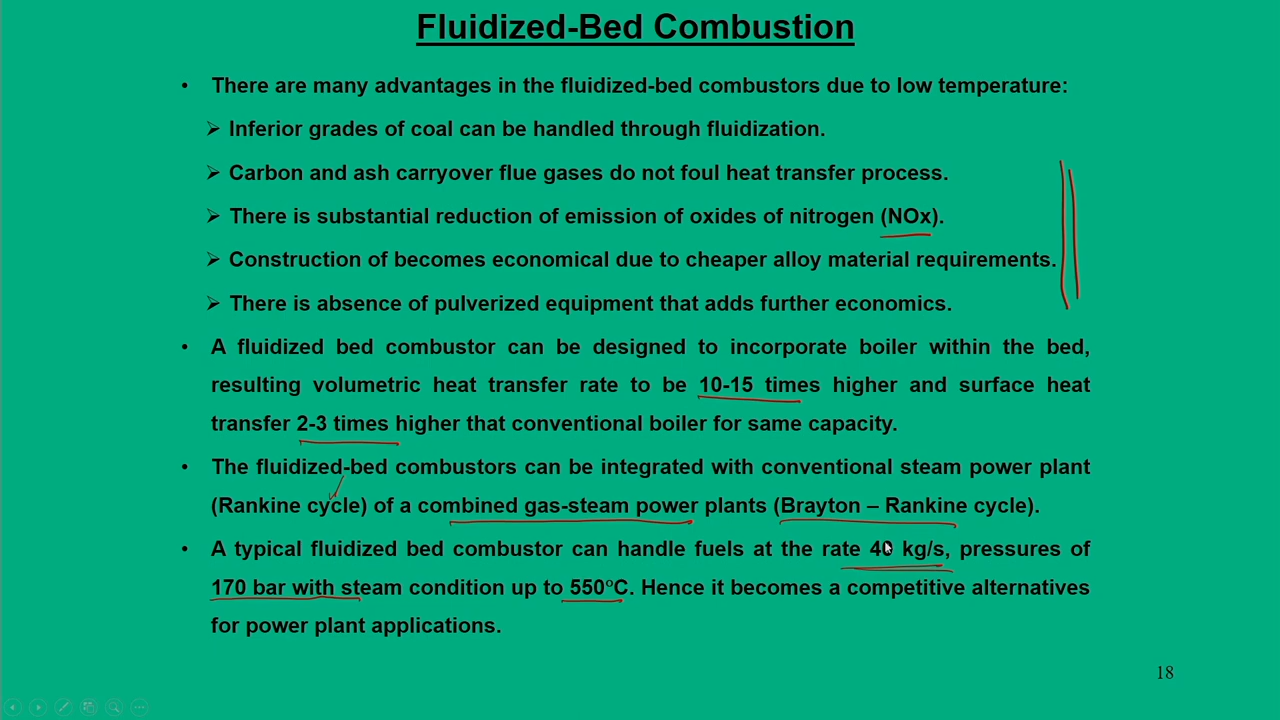 Fluidized-Bed Combustion
• There are many advantages in the fluidized-bed combustors due to low temperature:
➢ Inferior grades of coal can be handled through fluidization.
➢ Carbon and ash carryover flue gases do not foul heat transfer process.
➢ There is substantial reduction of emission of oxides of nitrogen (NOx).
➢ Construction of becomes economical due to cheaper alloy material requirements.
➢ There is absence of pulverized equipment that adds further economics.
• A fluidized bed combustor can be designed to incorporate boiler within the bed,
resulting volumetric heat transfer rate to be 10-15 times higher and surface heat
transfer 2-3 times higher that conventional boiler for same capacity.
• The fluidized-bed combustors can be integrated with conventional steam power plant
(Rankine cycle) of a combined gas-steam power plants (Brayton – Rankine cycle).
• A typical fluidized bed combustor can handle fuels at the rate 40 kg/s, pressures of
170 bar with steam condition up to 550°C. Hence it becomes a competitive alternatives
for power plant applications.
18